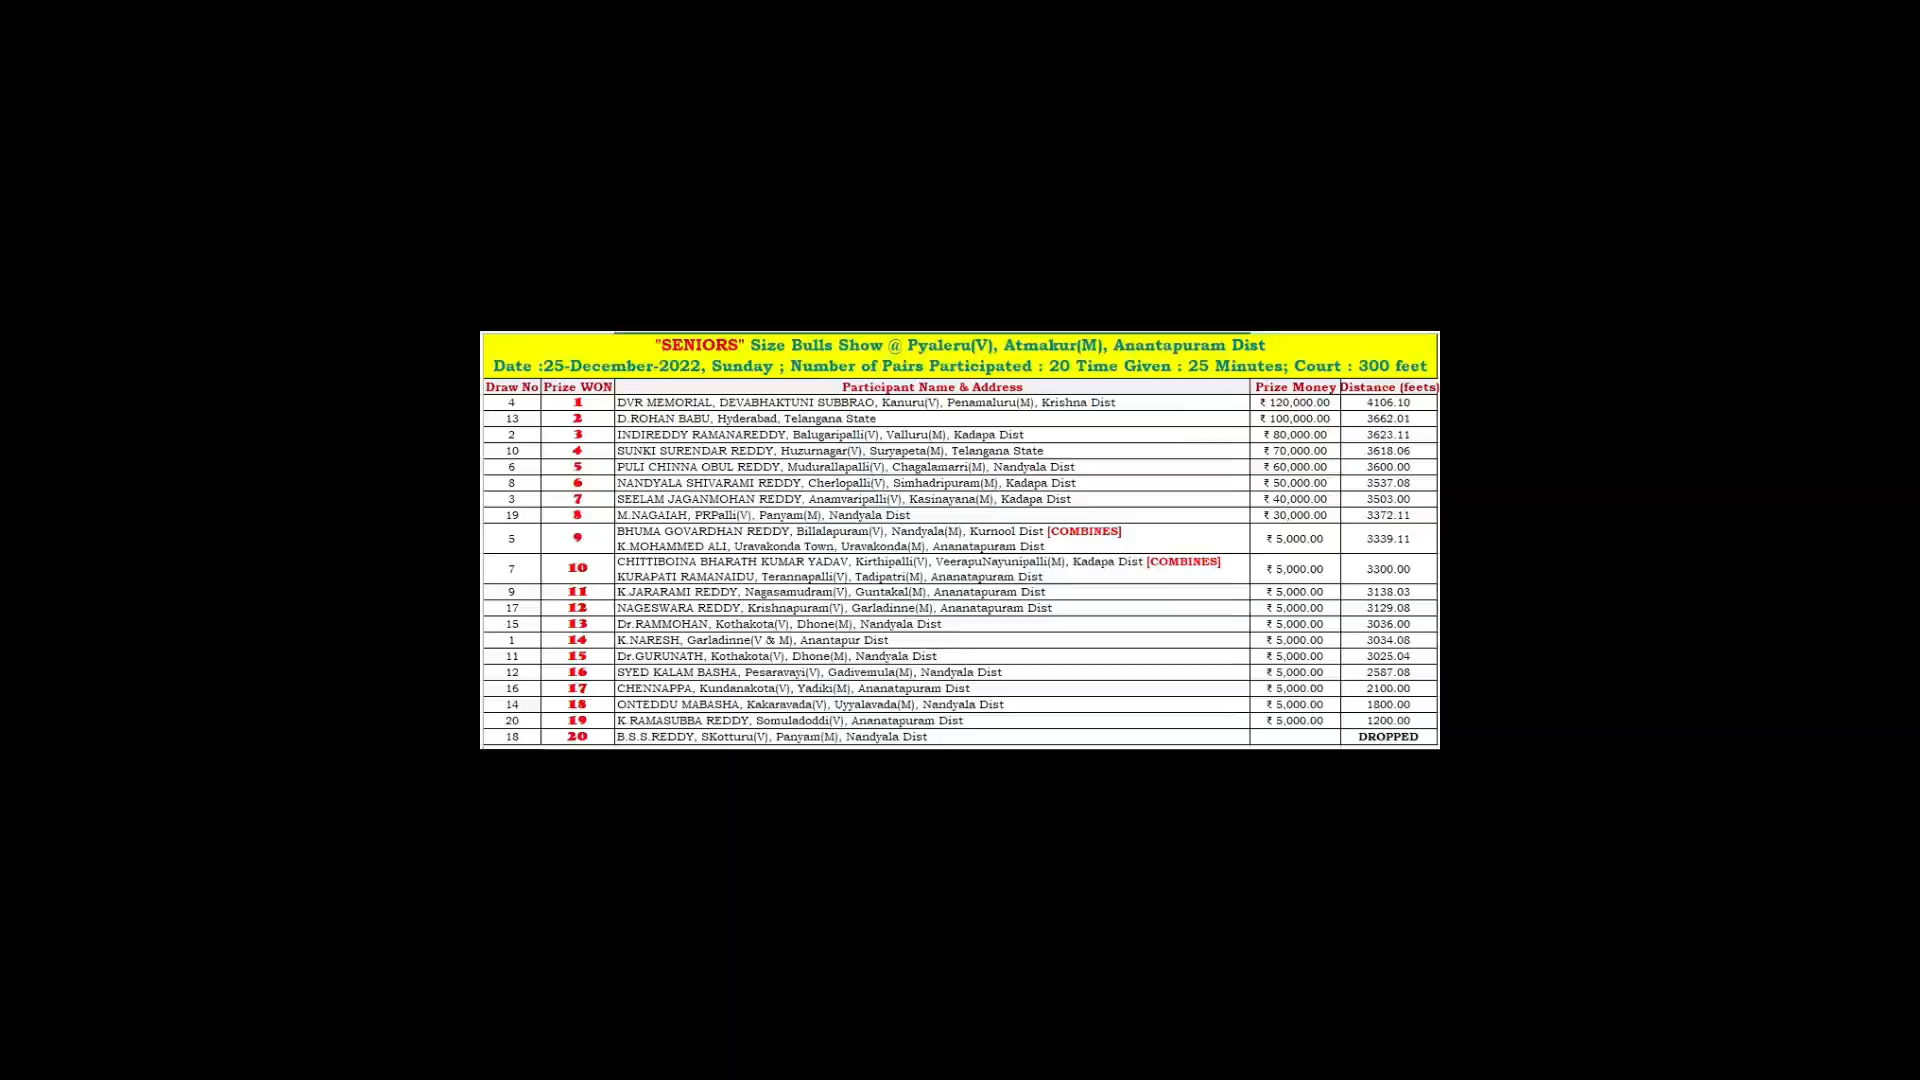 "SENIORS" Size Bulls Show @ Pyaleru(V), Atmakur(M), Anantapuram Dist
Date :25-December-2022, Sunday ; Number of Pairs Participated : 20 Time Given : 25 Minutes; Court : 300 feet
Draw No Prize WON Participant Name & Address Prize Money Distance (feets)
4 1 DVR MEMORIAL, DEVABHAKTUNI SUBBRAO, Kanuru(V), Penamaluru(M), Krishna Dist ₹ 120,000.00 4106.10
13 2 D.ROHAN BABU, Hyderabad, Telangana State ₹ 100,000.00 3662.01
2 3 INDIREDDY RAMANAREDDY, Balugaripalli(V), Valluru(M), Kadapa Dist ₹ 80,000.00 3623.11
10 4 SUNKI SURENDAR REDDY, Huzurnagar(V), Suryapeta(M), Telangana State ₹ 70,000.00 3618.06
6 5 PULI CHINNA OBUL REDDY, Mudurallapalli(V), Chagalamarri(M), Nandyala Dist ₹ 60,000.00 3600.00
8 6 NANDYALA SHIVARAMI REDDY, Cherlopalli(V), Simhadripuram(M), Kadapa Dist ₹ 50,000.00 3537.08
3 7 SEELAM JAGANMOHAN REDDY, Anamvaripalli(V), Kasinayana(M), Kadapa Dist ₹ 40,000.00 3503.00
19 8 M.NAGAIAH, PRPalli(V), Panyam(M), Nandyala Dist ₹ 30,000.00 3372.11
5 9 BHUMA GOVARDHAN REDDY, Billalapuram(V), Nandyala(M), Kurnool Dist [COMBINES] ₹ 5,000.00 3339.11
K.MOHAMMED ALI, Uravakonda Town, Uravakonda(M), Ananatapuram Dist
7 10 CHITTIBOINA BHARATH KUMAR YADAV, Kirthipalli(V), VeerapuNayunipalli(M), Kadapa Dist [COMBINES] ₹ 5,000.00 3300.00
KURAPATI RAMANAIDU, Terannapalli(V), Tadipatri(M), Ananatapuram Dist
9 11 K.JARARAMI REDDY, Nagasamudram(V), Guntakal(M), Ananatapuram Dist ₹ 5,000.00 3138.03
17 12 NAGESWARA REDDY, Krishnapuram(V), Garladinne(M), Ananatapuram Dist ₹ 5,000.00 3129.08
15 13 Dr.RAMMOHAN, Kothakota(V), Dhone(M), Nandyala Dist ₹ 5,000.00 3036.00
1 14 K.NARESH, Garladinne(V & M), Anantapur Dist ₹ 5,000.00 3034.08
11 15 Dr.GURUNATH, Kothakota(V), Dhone(M), Nandyala Dist ₹ 5,000.00 3025.04
12 16 SYED KALAM BASHA, Pesaravayi(V), Gadivemula(M), Nandyala Dist ₹ 5,000.00 2587.08
16 17 CHENNAPPA, Kundanakota(V), Yadiki(M), Ananatapuram Dist ₹ 5,000.00 2100.00
14 18 ONTEDDU MABASHA, Kakaravada(V), Uyyalavada(M), Nandyala Dist ₹ 5,000.00 1800.00
20 19 K.RAMASUBBA REDDY, Somuladoddi(V), Ananatapuram Dist ₹ 5,000.00 1200.00
18 20 B.S.S.REDDY, SKotturu(V), Panyam(M), Nandyala Dist DROPPED